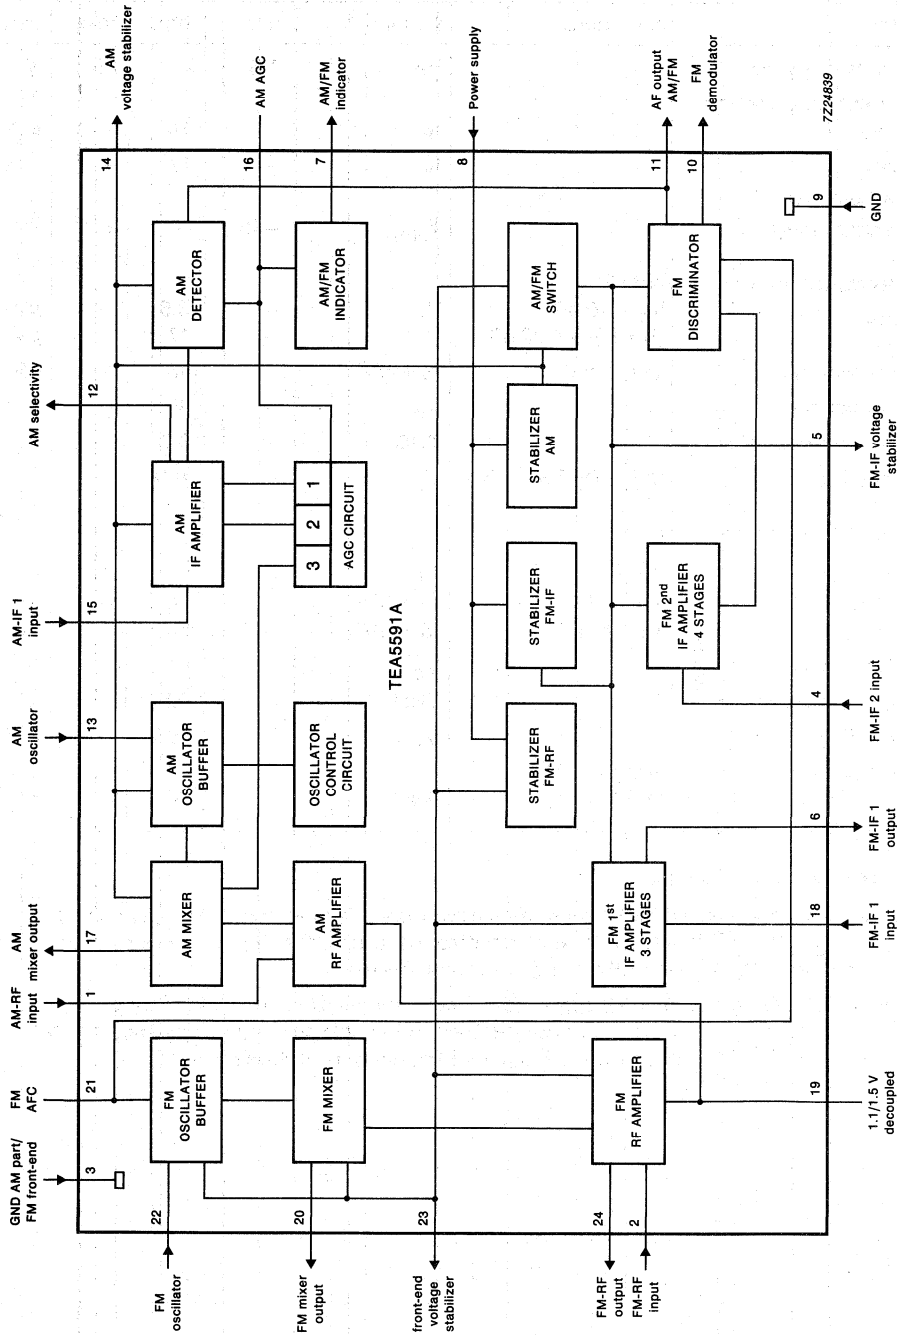 GND AM part/
FM front-end
3
FM
AFC
21
AM-RF
input
1
AM
mixer output
17
AM
oscillator
13
AM-IF 1
input
15
AM selectivity
12
AM
voltage stabilizer
14
AM AGC
16
AM/FM
indicator
7
FM
oscillator
22
FM
OSCILLATOR
BUFFER
AM MIXER
AM
OSCILLATOR
BUFFER
AM
IF AMPLIFIER
AM
DETECTOR
FM mixer
output
20
FM MIXER
AM
RF AMPLIFIER
OSCILLATOR
CONTROL
CIRCUIT
3
2
1
AGC CIRCUIT
AM/FM
INDICATOR
TEA5591A
front-end
voltage
stabilizer
23
Power supply
8
STABILIZER
FM-RF
STABILIZER
FM-IF
STABILIZER
AM
AM/FM
SWITCH
FM-RF
output
24
FM-RF
input
2
FM
RF AMPLIFIER
FM 1st
IF AMPLIFIER
3 STAGES
FM 2nd
IF AMPLIFIER
4 STAGES
FM
DISCRIMINATOR
AF output
AM/FM
11
FM
demodulator
10
19
1.1/1.5 V
decoupled
18
FM-IF 1
input
6
FM-IF 1
output
4
FM-IF 2 input
5
FM-IF voltage
stabilizer
9
GND
7Z24839